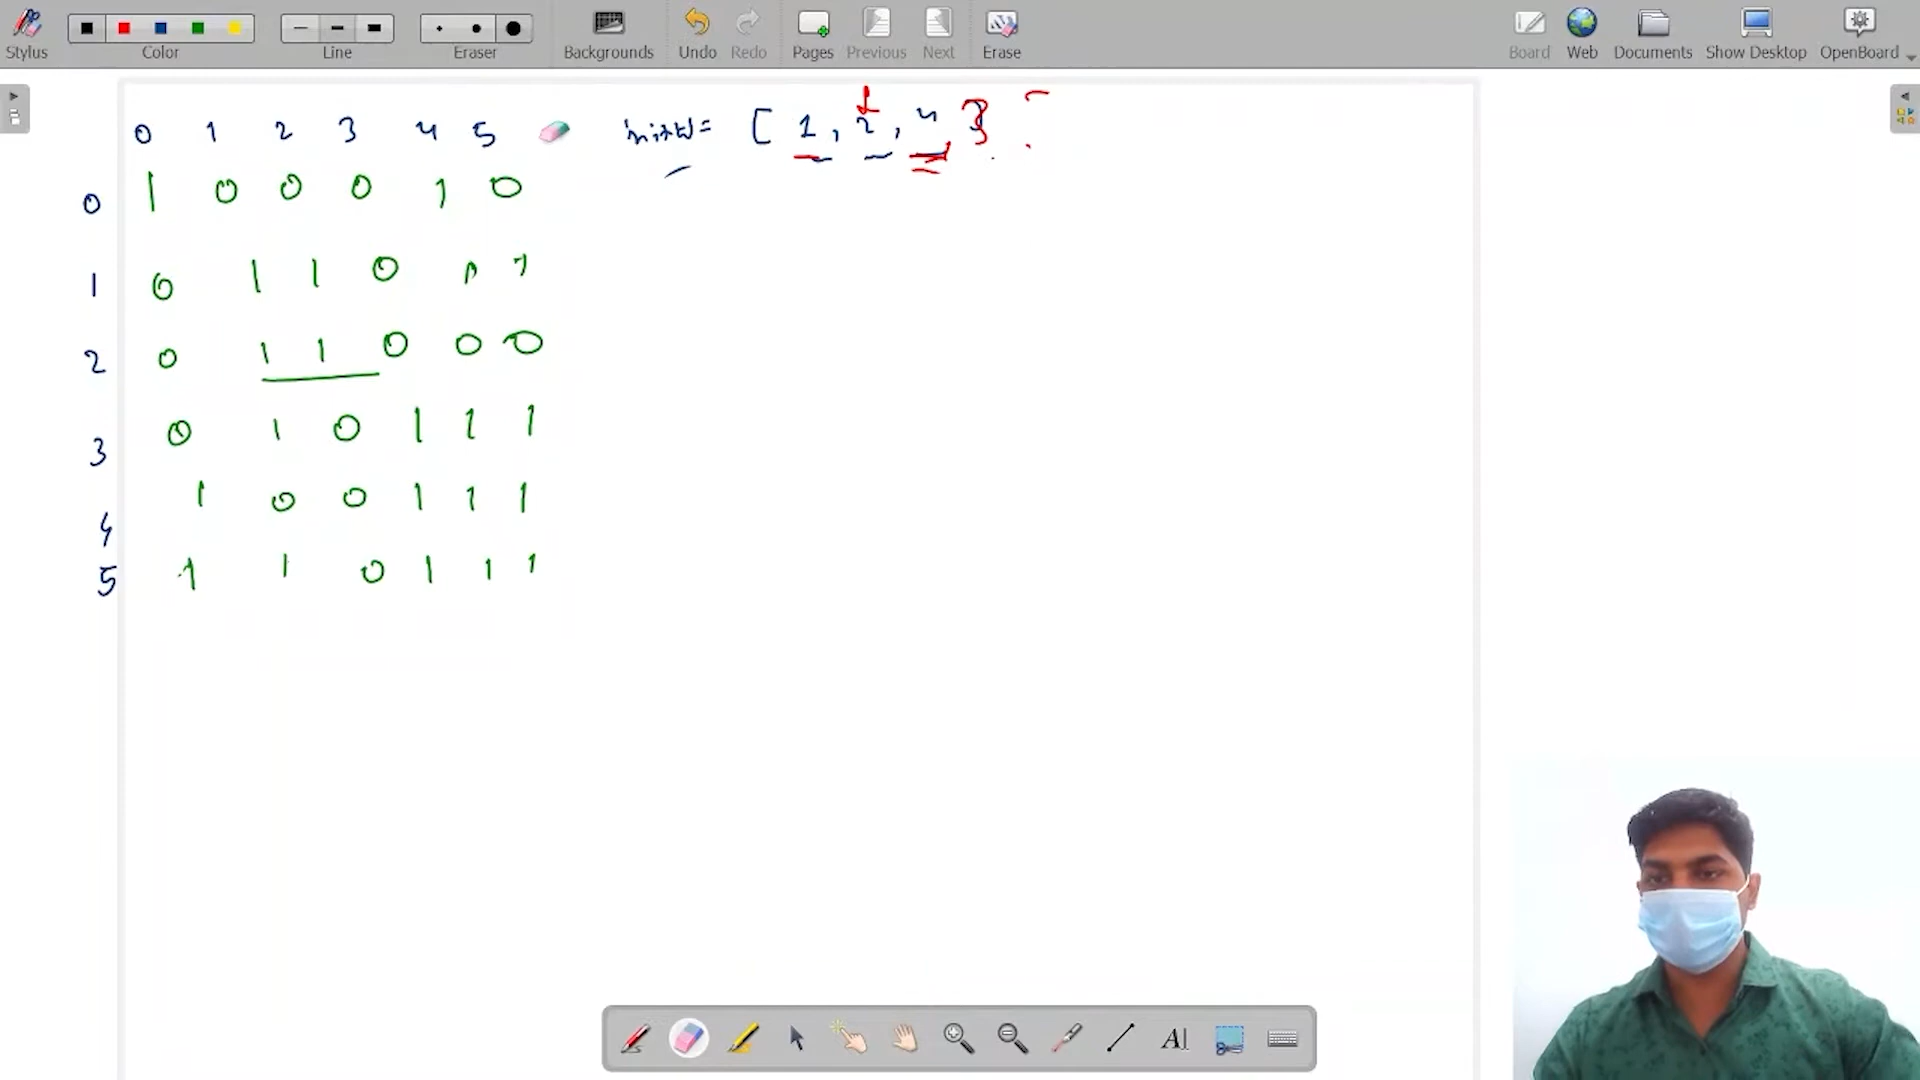 Stylus Color Line Eraser Backgrounds Undo Redo Pages Previous Next Erase Board Web Documents Show Desktop OpenBoard
0 1 2 3 4 5 = [ 1, 2, 4 ]
0 1 0 0 0 1 0
1 0 1 1 0 1 1
2 0 1 1 0 0 0
3 0 1 0 1 1 1
4 1 0 0 1 1 1
5 1 1 0 1 1 1